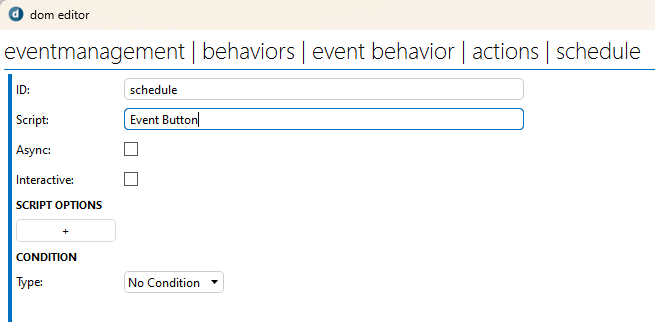 dom editor
eventmanagement | behaviors | event behavior | actions | schedule
ID: schedule
Script: Event Button
Async:
Interactive:
SCRIPT OPTIONS
+
CONDITION
Type: No Condition